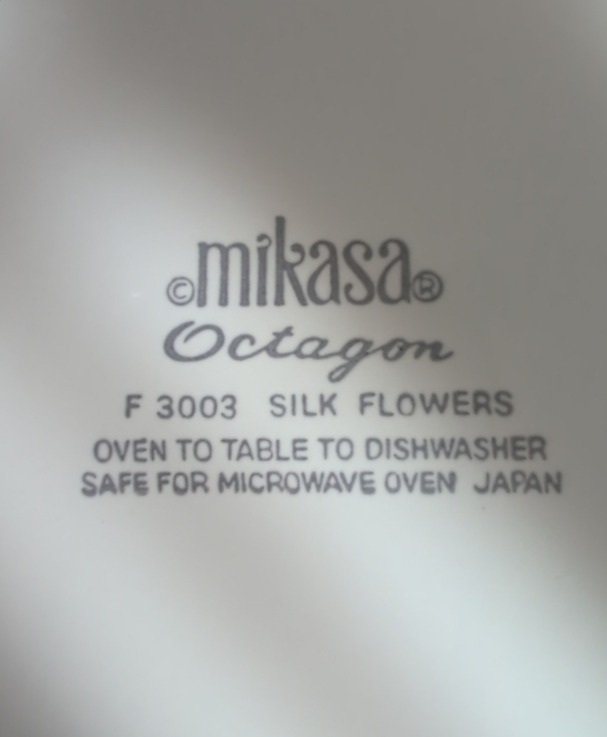 ©mikasa®
Octagon
F 3003 SILK FLOWERS
OVEN TO TABLE TO DISHWASHER
SAFE FOR MICROWAVE OVEN JAPAN